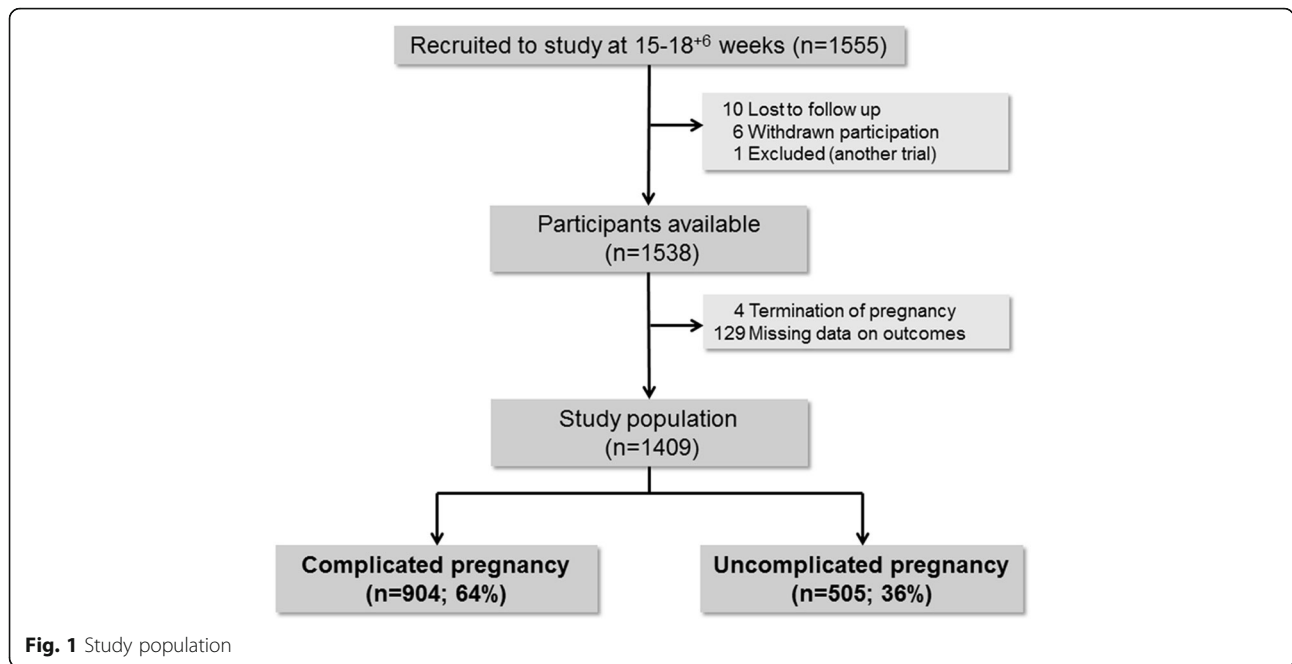 Recruited to study at 15-18+6 weeks (n=1555)
10 Lost to follow up
6 Withdrawn participation
1 Excluded (another trial)
Participants available
(n=1538)
4 Termination of pregnancy
129 Missing data on outcomes
Study population
(n=1409)
Complicated pregnancy
(n=904; 64%)
Uncomplicated pregnancy
(n=505; 36%)
Fig. 1 Study population